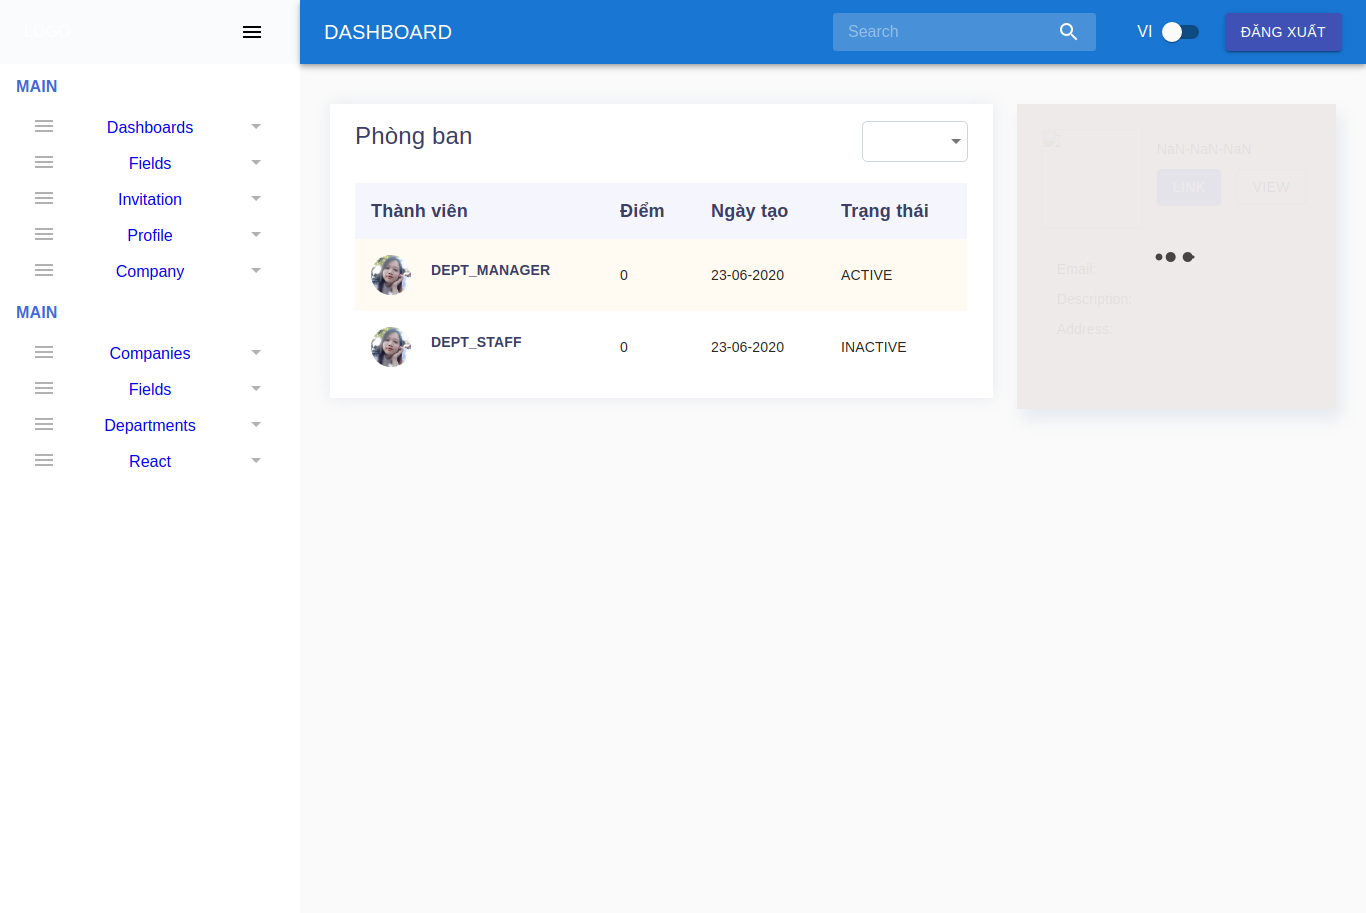 LOGO
DASHBOARD
Search
VI
ĐĂNG XUẤT
MAIN
Dashboards
Fields
Invitation
Profile
Company
MAIN
Companies
Fields
Departments
React
Phòng ban
Thành viên Điểm Ngày tạo Trạng thái
DEPT_MANAGER 0 23-06-2020 ACTIVE
DEPT_STAFF 0 23-06-2020 INACTIVE
NaN-NaN-NaN
LINK VIEW
Email:
Description:
Address: